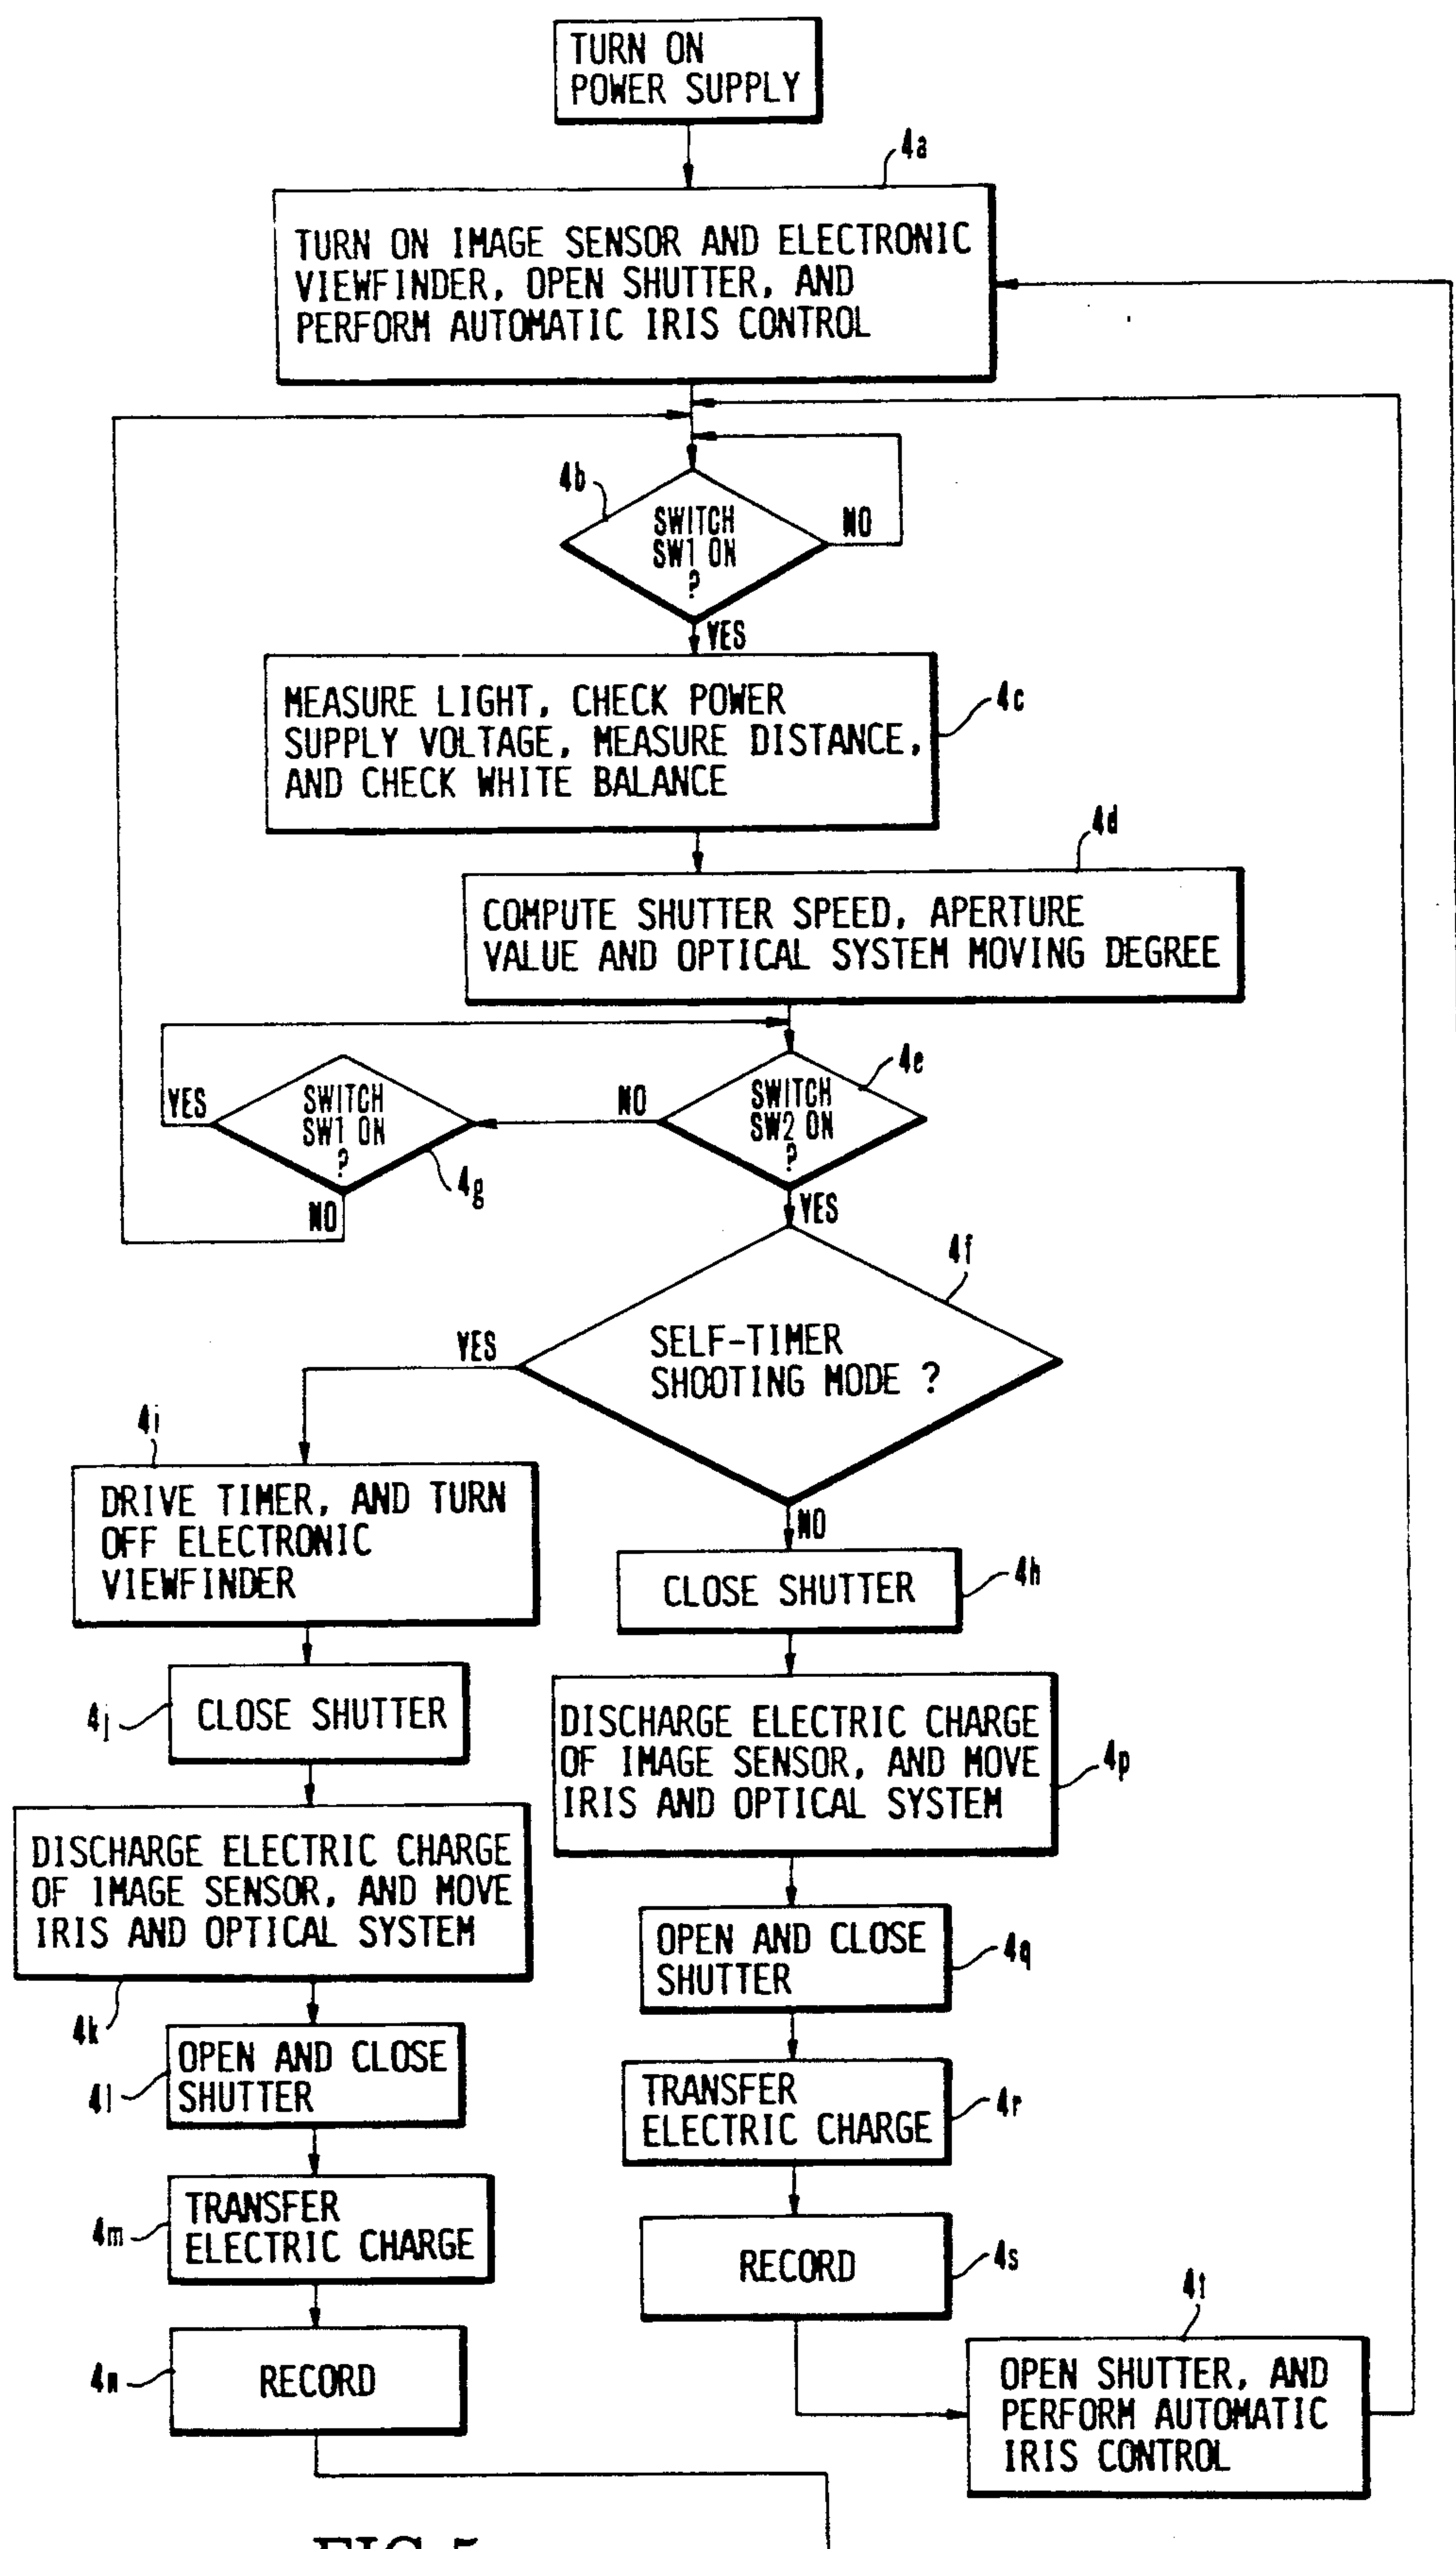 TURN ON
POWER SUPPLY
4a
TURN ON IMAGE SENSOR AND ELECTRONIC
VIEWFINDER, OPEN SHUTTER, AND
PERFORM AUTOMATIC IRIS CONTROL
4b
SWITCH
SW1 ON
?
NO
YES
MEASURE LIGHT, CHECK POWER
SUPPLY VOLTAGE, MEASURE DISTANCE,
AND CHECK WHITE BALANCE
4c
4d
COMPUTE SHUTTER SPEED, APERTURE
VALUE AND OPTICAL SYSTEM MOVING DEGREE
4e
SWITCH
SW2 ON
?
NO
YES
SWITCH
SW1 ON
?
YES
4g
NO
4f
SELF-TIMER
SHOOTING MODE ?
YES
NO
4i
DRIVE TIMER, AND TURN
OFF ELECTRONIC
VIEWFINDER
4j
CLOSE SHUTTER
DISCHARGE ELECTRIC CHARGE
OF IMAGE SENSOR, AND MOVE
IRIS AND OPTICAL SYSTEM
4k
OPEN AND CLOSE
SHUTTER
4l
TRANSFER
ELECTRIC CHARGE
4m
RECORD
4n
CLOSE SHUTTER
4h
DISCHARGE ELECTRIC CHARGE
OF IMAGE SENSOR, AND MOVE
IRIS AND OPTICAL SYSTEM
4p
OPEN AND CLOSE
SHUTTER
4q
TRANSFER
ELECTRIC CHARGE
4r
RECORD
4s
4t
OPEN SHUTTER, AND
PERFORM AUTOMATIC
IRIS CONTROL
FIG.5